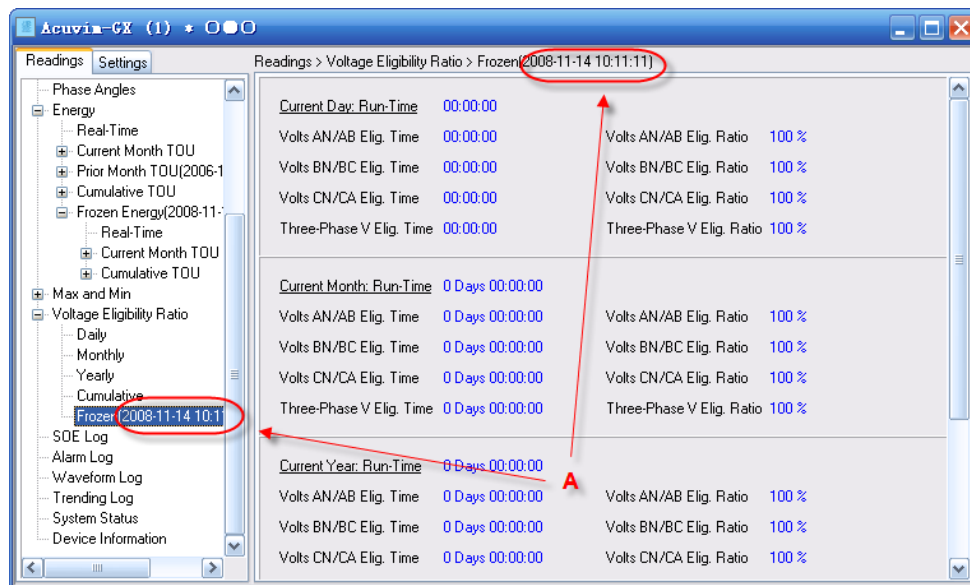 Acuvim-GX (1) * O●O
Readings Settings
Readings > Voltage Eligibility Ratio > Frozen(2008-11-14 10:11:11)
Phase Angles
Energy
Real-Time
Current Month TOU
Prior Month TOU(2006-1
Cumulative TOU
Frozen Energy(2008-11-
Real-Time
Current Month TOU
Cumulative TOU
Max and Min
Voltage Eligibility Ratio
Daily
Monthly
Yearly
Cumulative
Frozen(2008-11-14 10:1
SOE Log
Alarm Log
Waveform Log
Trending Log
System Status
Device Information
Current Day: Run-Time 00:00:00
Volts AN/AB Elig. Time 00:00:00 Volts AN/AB Elig. Ratio 100 %
Volts BN/BC Elig. Time 00:00:00 Volts BN/BC Elig. Ratio 100 %
Volts CN/CA Elig. Time 00:00:00 Volts CN/CA Elig. Ratio 100 %
Three-Phase V Elig. Time 00:00:00 Three-Phase V Elig. Ratio 100 %
Current Month: Run-Time 0 Days 00:00:00
Volts AN/AB Elig. Time 0 Days 00:00:00 Volts AN/AB Elig. Ratio 100 %
Volts BN/BC Elig. Time 0 Days 00:00:00 Volts BN/BC Elig. Ratio 100 %
Volts CN/CA Elig. Time 0 Days 00:00:00 Volts CN/CA Elig. Ratio 100 %
Three-Phase V Elig. Time 0 Days 00:00:00 Three-Phase V Elig. Ratio 100 %
Current Year: Run-Time 0 Days 00:00:00
A
Volts AN/AB Elig. Time 0 Days 00:00:00 Volts AN/AB Elig. Ratio 100 %
Volts BN/BC Elig. Time 0 Days 00:00:00 Volts BN/BC Elig. Ratio 100 %
Volts CN/CA Elig. Time 0 Days 00:00:00 Volts CN/CA Elig. Ratio 100 %